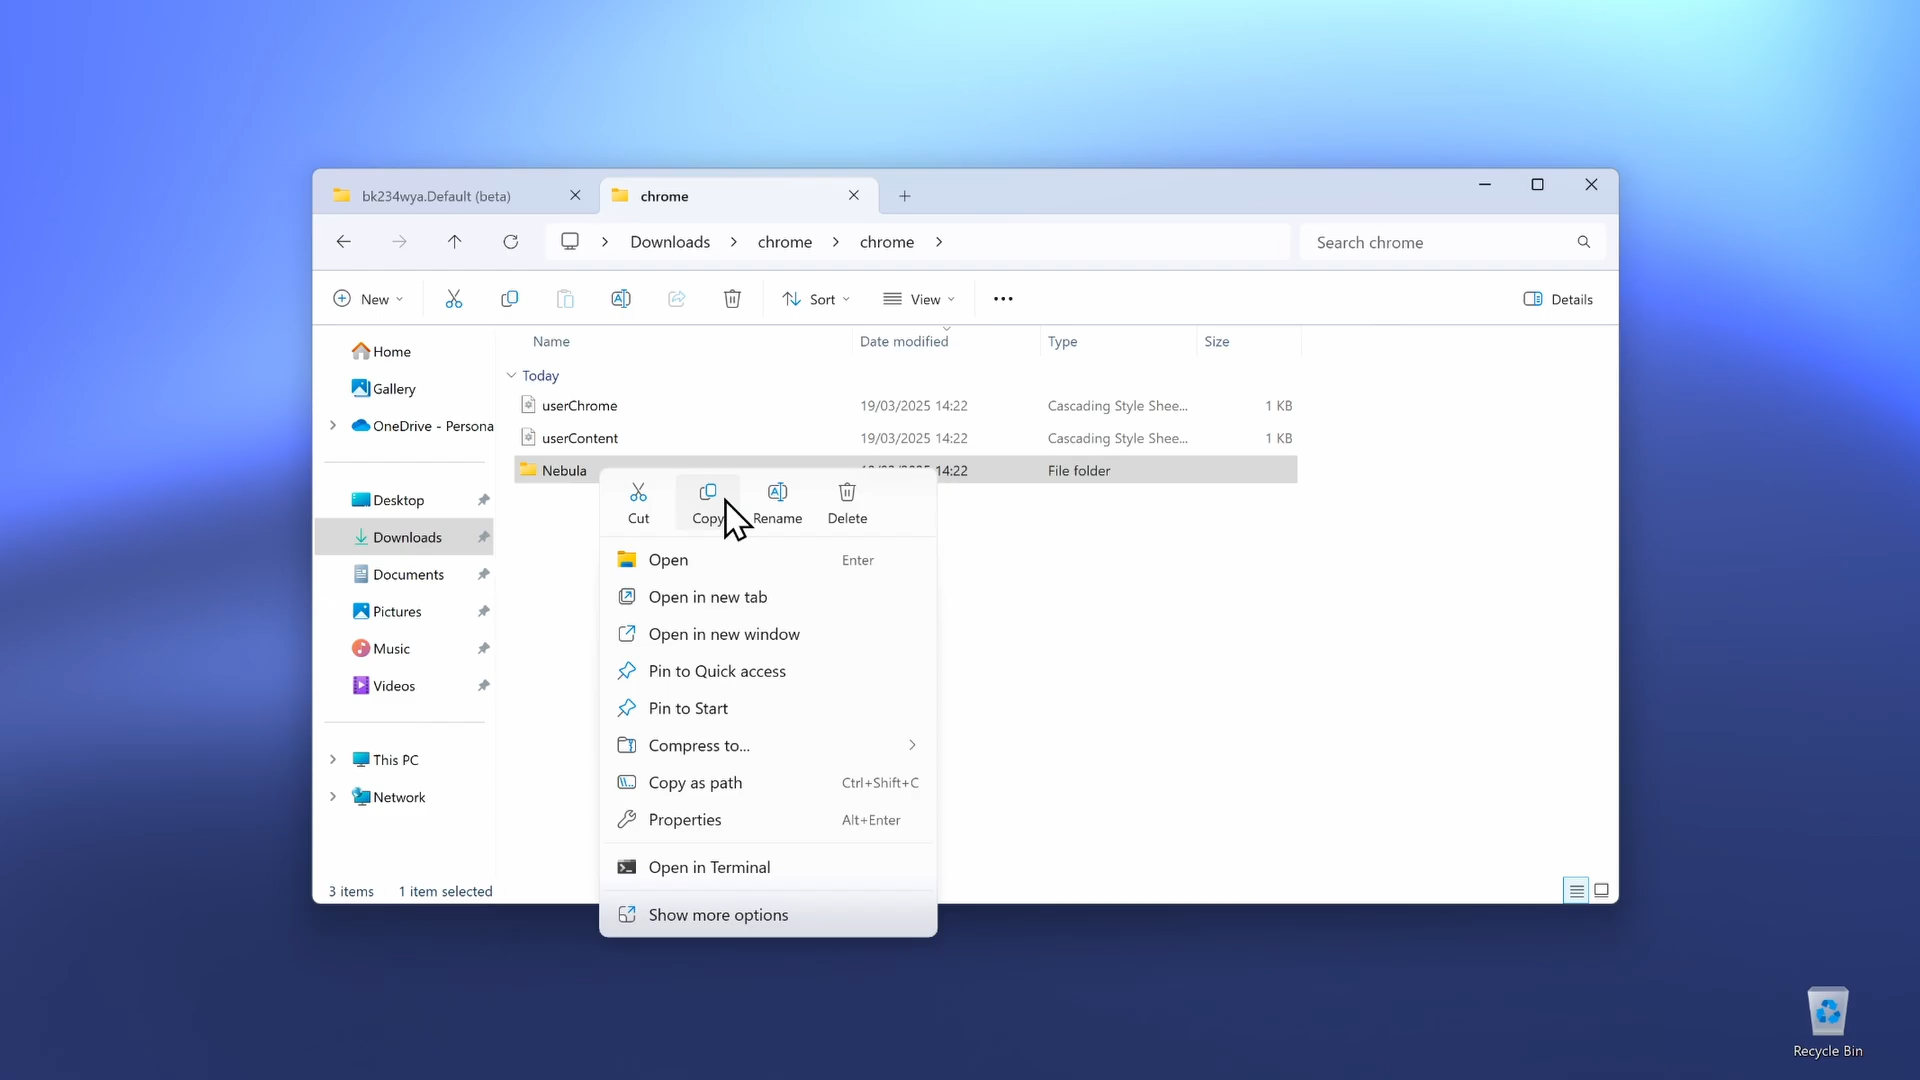 bk234wya.Default (beta)
chrome
Downloads
chrome
chrome
Search chrome
New
Sort
View
Details
Name
Date modified
Type
Size
Home
Gallery
OneDrive - Persona
Desktop
Downloads
Documents
Pictures
Music
Videos
This PC
Network
Today
userChrome 19/03/2025 14:22 Cascading Style Shee... 1 KB
userContent 19/03/2025 14:22 Cascading Style Shee... 1 KB
Nebula 14:22 File folder
Cut
Copy
Rename
Delete
Open Enter
Open in new tab
Open in new window
Pin to Quick access
Pin to Start
Compress to...
Copy as path Ctrl+Shift+C
Properties Alt+Enter
Open in Terminal
Show more options
3 items 1 item selected
Recycle Bin